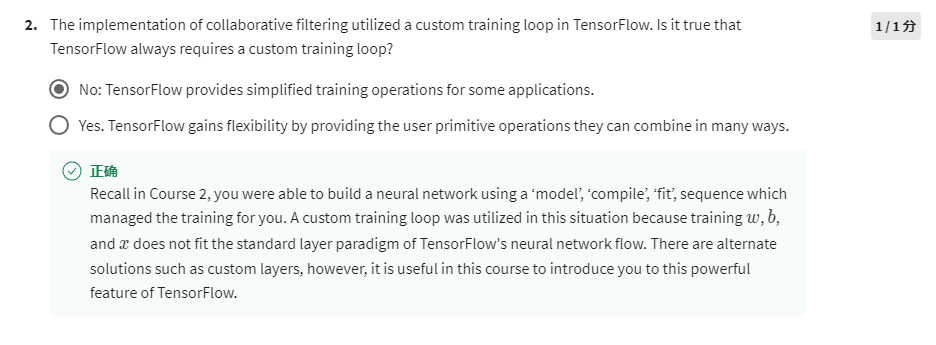 2. The implementation of collaborative filtering utilized a custom training loop in TensorFlow. Is it true that
TensorFlow always requires a custom training loop?
1/1分
No: TensorFlow provides simplified training operations for some applications.
Yes. TensorFlow gains flexibility by providing the user primitive operations they can combine in many ways.
正确
Recall in Course 2, you were able to build a neural network using a ‘model’, ‘compile’, ‘fit’, sequence which
managed the training for you. A custom training loop was utilized in this situation because training w, b,
and x does not fit the standard layer paradigm of TensorFlow's neural network flow. There are alternate
solutions such as custom layers, however, it is useful in this course to introduce you to this powerful
feature of TensorFlow.